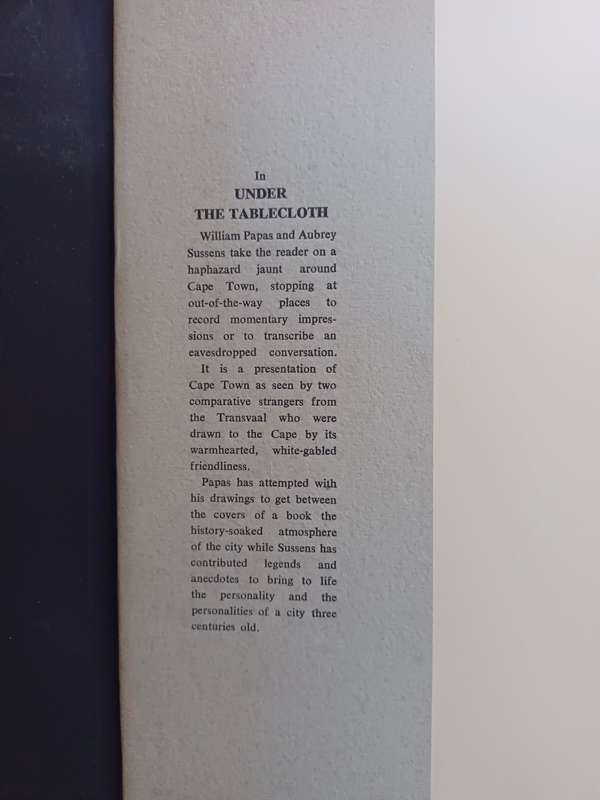 In
UNDER
THE TABLECLOTH
William Papas and Aubrey
Sussens take the reader on a
haphazard jaunt around
Cape Town, stopping at
out-of-the-way places to
record momentary impres-
sions or to transcribe an
eavesdropped conversation.
It is a presentation of
Cape Town as seen by two
comparative strangers from
the Transvaal who were
drawn to the Cape by its
warmhearted, white-gabled
friendliness.
Papas has attempted with
his drawings to get between
the covers of a book the
history-soaked atmosphere
of the city while Sussens has
contributed legends and
anecdotes to bring to life
the personality and the
personalities of a city three
centuries old.